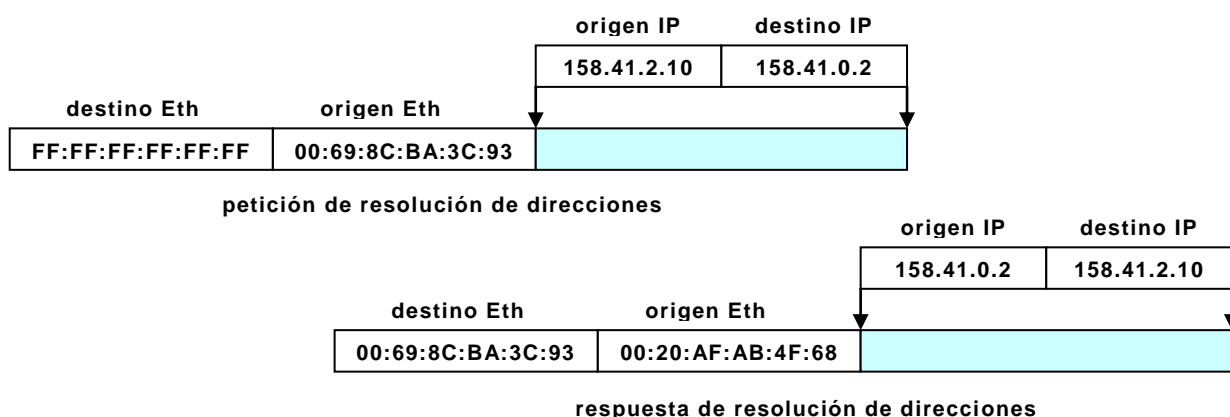 origen IP destino IP
158.41.2.10 158.41.0.2
destino Eth origen Eth
FF:FF:FF:FF:FF:FF 00:69:8C:BA:3C:93
petición de resolución de direcciones
origen IP destino IP
158.41.0.2 158.41.2.10
destino Eth origen Eth
00:69:8C:BA:3C:93 00:20:AF:AB:4F:68
respuesta de resolución de direcciones